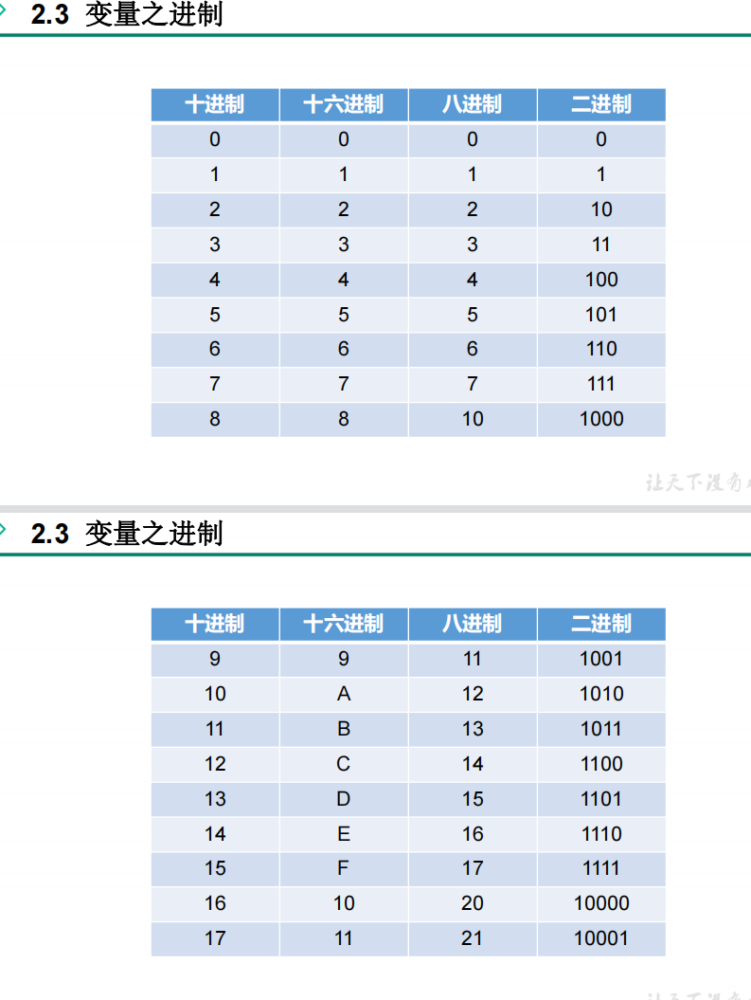 2.3 变量之进制
十进制 十六进制 八进制 二进制
0 0 0 0
1 1 1 1
2 2 2 10
3 3 3 11
4 4 4 100
5 5 5 101
6 6 6 110
7 7 7 111
8 8 10 1000
让天下没有
2.3 变量之进制
十进制 十六进制 八进制 二进制
9 9 11 1001
10 A 12 1010
11 B 13 1011
12 C 14 1100
13 D 15 1101
14 E 16 1110
15 F 17 1111
16 10 20 10000
17 11 21 10001